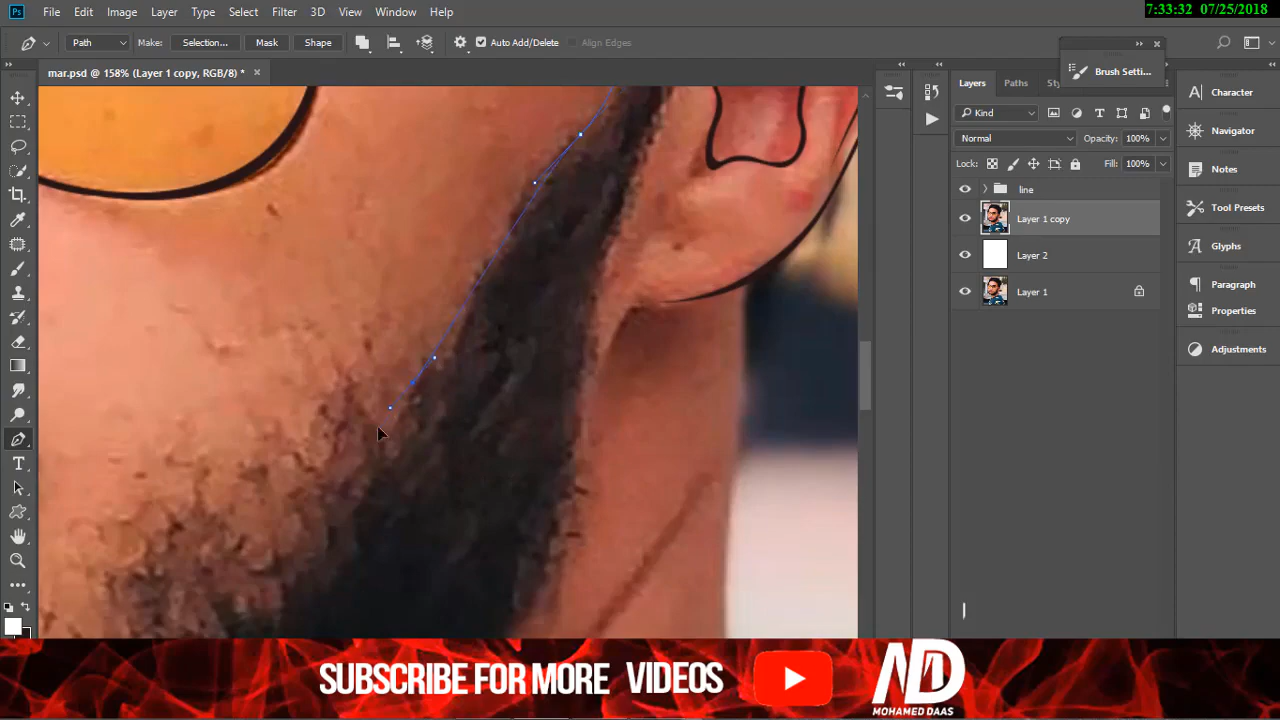 7:33:32 07/25/2018
Ps File Edit Image Layer Type Select Filter 3D View Window Help
Path Make: Selection... Mask Shape Auto Add/Delete Align Edges
mar.psd @ 158% (Layer 1 copy, RGB/8) *
Brush Setti...
Layers Paths Sty
Kind
Normal Opacity: 100%
Lock: Fill: 100%
line
Layer 1 copy
Layer 2
Layer 1
Character
Navigator
Notes
Tool Presets
Glyphs
Paragraph
Properties
Adjustments
SUBSCRIBE FOR MORE VIDEOS
MD
MOHAMED DAAS